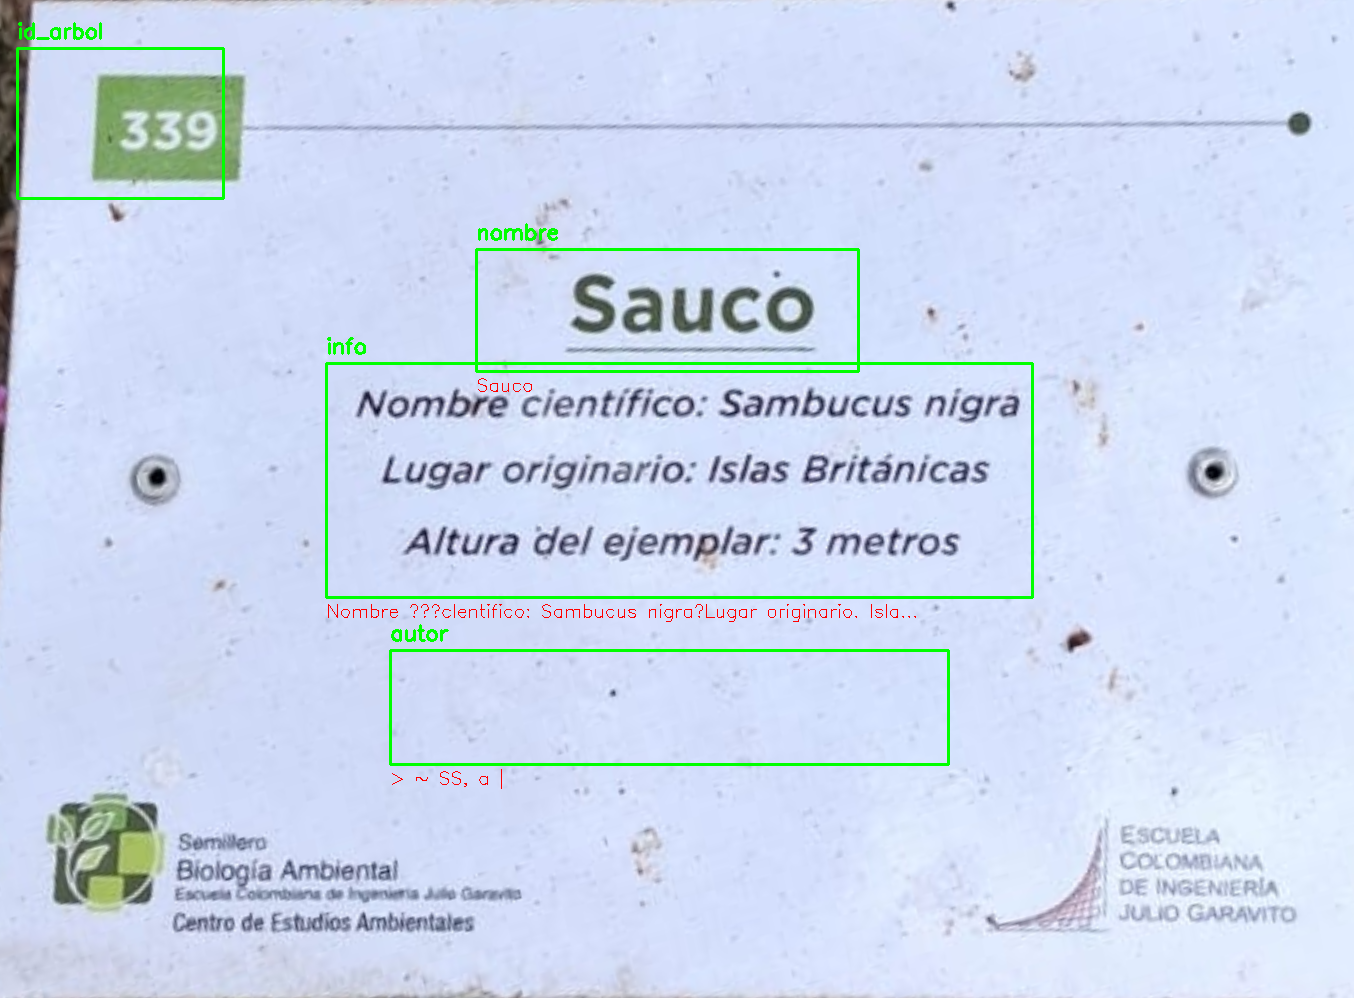 id_arbol
339
nombre
Sauco
info
Sauco
Nombre científico: Sambucus nigra
Lugar originario: Islas Británicas
Altura del ejemplar: 3 metros
Nombre ???clentifico: Sambucus nigra?Lugar originario. Isla...
autor
> ~ SS, a |
Semillero
Biología Ambiental
Escuela Colombiana de Ingeniería Julio Garavito
Centro de Estudios Ambientales
ESCUELA
COLOMBIANA
DE INGENIERÍA
JULIO GARAVITO